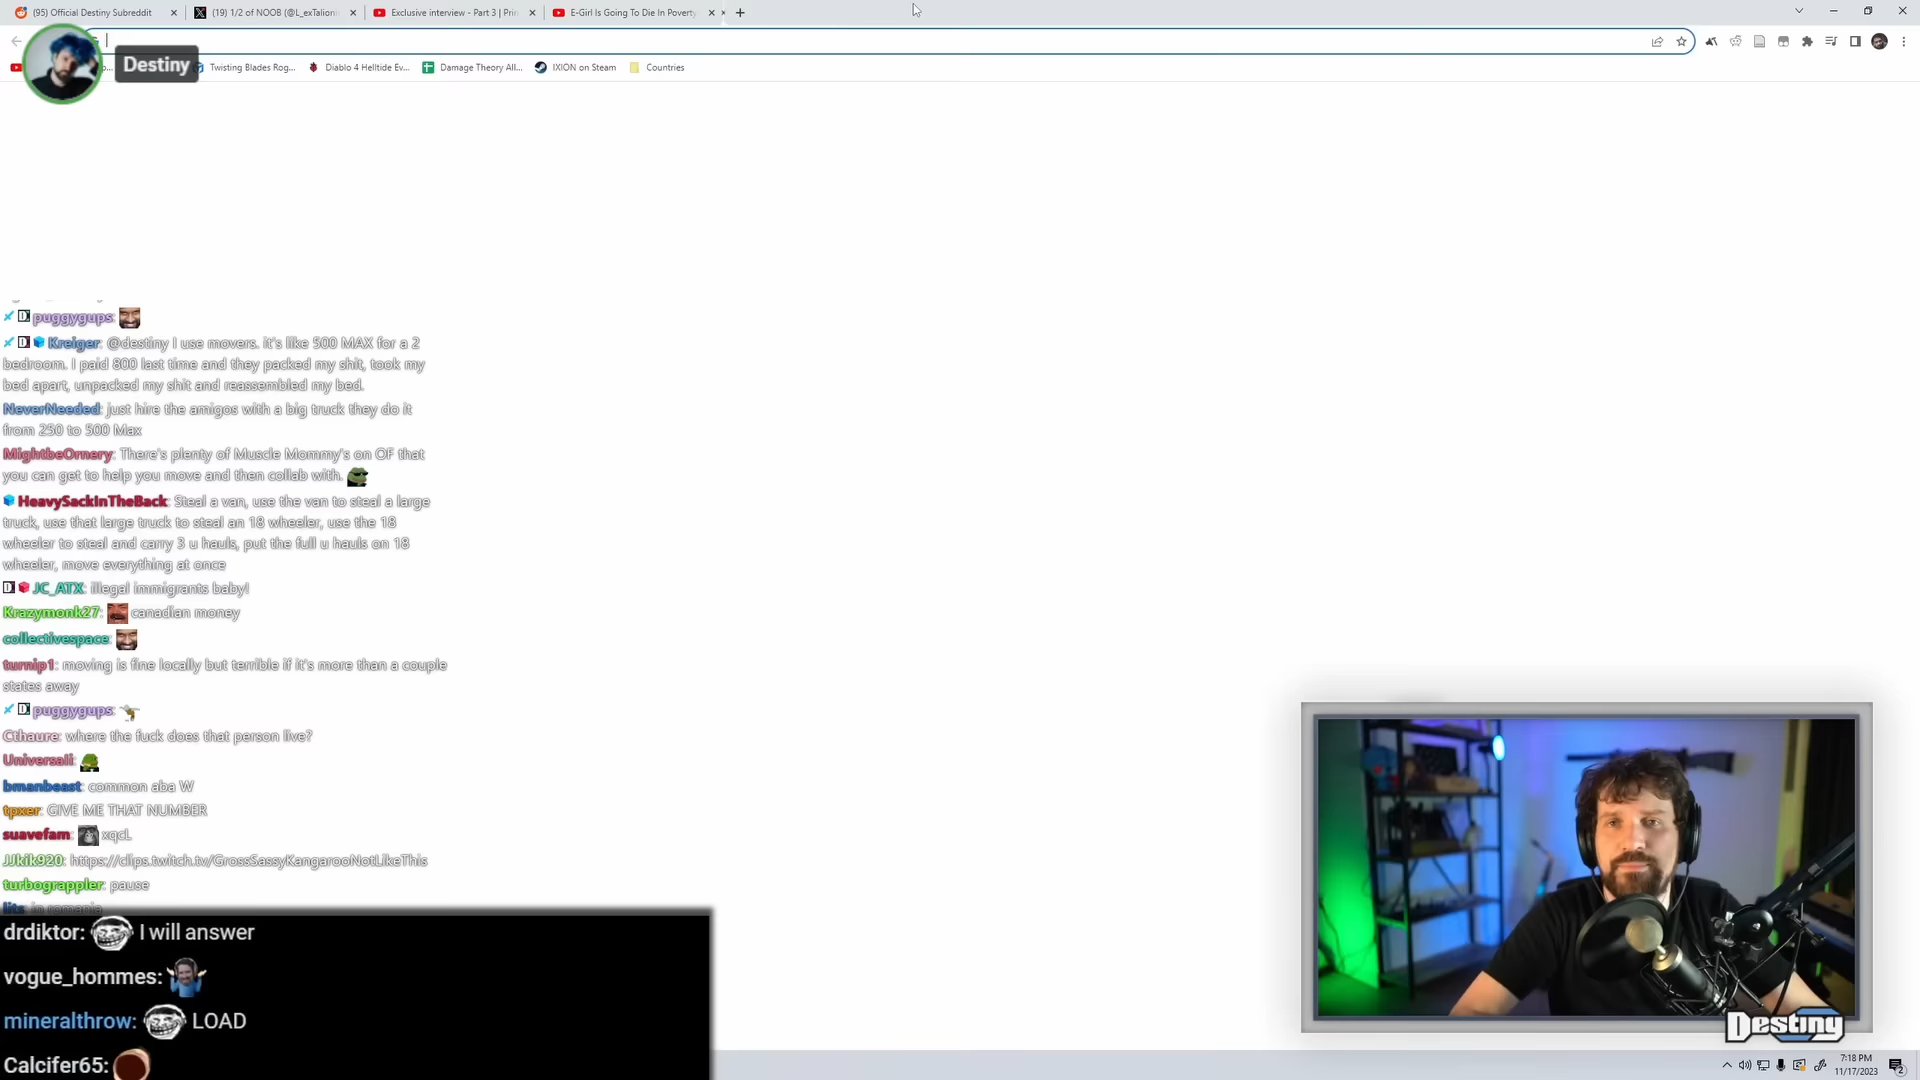 (95) Official Destiny Subreddit
(19) 1/2 of NOOB (@L_exTalioni
Exclusive interview - Part 3 | Prin
E-Girl Is Going To Die In Poverty
Destiny
Twisting Blades Rog...
Diablo 4 Helltide Ev...
Damage Theory All...
IXION on Steam
Countries
puggygups:
Kreiger: @destiny I use movers. it's like 500 MAX for a 2
bedroom. I paid 800 last time and they packed my shit, took my
bed apart, unpacked my shit and reassembled my bed.
NeverNeeded: just hire the amigos with a big truck they do it
from 250 to 500 Max
MightbeOrnery: There's plenty of Muscle Mommy's on OF that
you can get to help you move and then collab with.
HeavySackInTheBack: Steal a van, use the van to steal a large
truck, use that large truck to steal an 18 wheeler, use the 18
wheeler to steal and carry 3 u hauls, put the full u hauls on 18
wheeler, move everything at once
JC_ATX: illegal immigrants baby!
Krazymonk27: canadian money
collectivespace:
turnip1: moving is fine locally but terrible if it's more than a couple
states away
puggygups:
Cthaure: where the fuck does that person live?
Universali:
bmanbeast: common aba W
tpxer: GIVE ME THAT NUMBER
suavefam: xqcL
JJkik920: https://clips.twitch.tv/GrossSassyKangarooNotLikeThis
turbograppler: pause
lits: in romania
drdiktor: I will answer
vogue_hommes:
mineralthrow: LOAD
Calcifer65:
Destiny
7:18 PM
11/17/2023
2